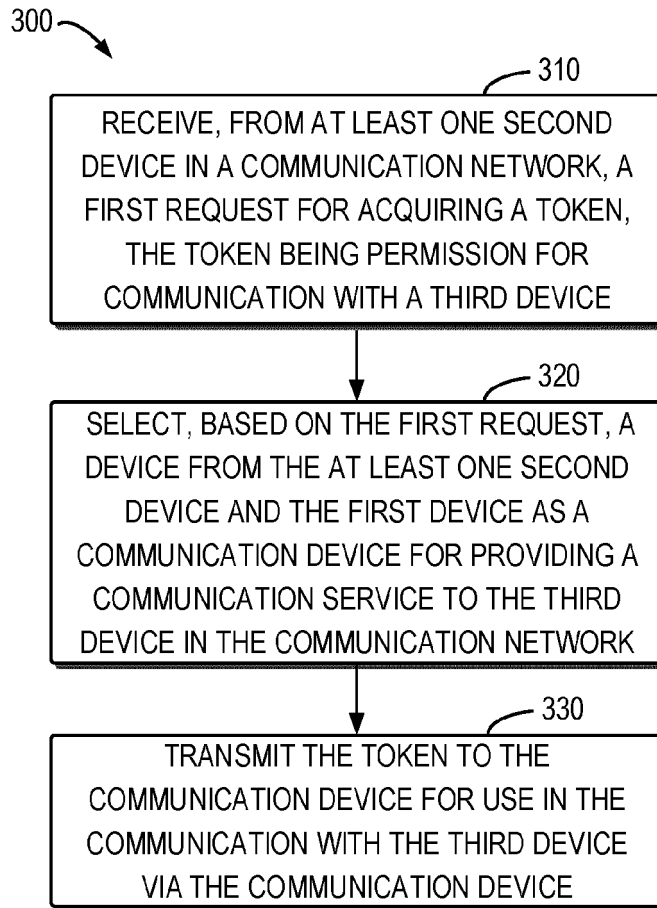 300
310
RECEIVE, FROM AT LEAST ONE SECOND
DEVICE IN A COMMUNICATION NETWORK, A
FIRST REQUEST FOR ACQUIRING A TOKEN,
THE TOKEN BEING PERMISSION FOR
COMMUNICATION WITH A THIRD DEVICE
320
SELECT, BASED ON THE FIRST REQUEST, A
DEVICE FROM THE AT LEAST ONE SECOND
DEVICE AND THE FIRST DEVICE AS A
COMMUNICATION DEVICE FOR PROVIDING A
COMMUNICATION SERVICE TO THE THIRD
DEVICE IN THE COMMUNICATION NETWORK
330
TRANSMIT THE TOKEN TO THE
COMMUNICATION DEVICE FOR USE IN THE
COMMUNICATION WITH THE THIRD DEVICE
VIA THE COMMUNICATION DEVICE